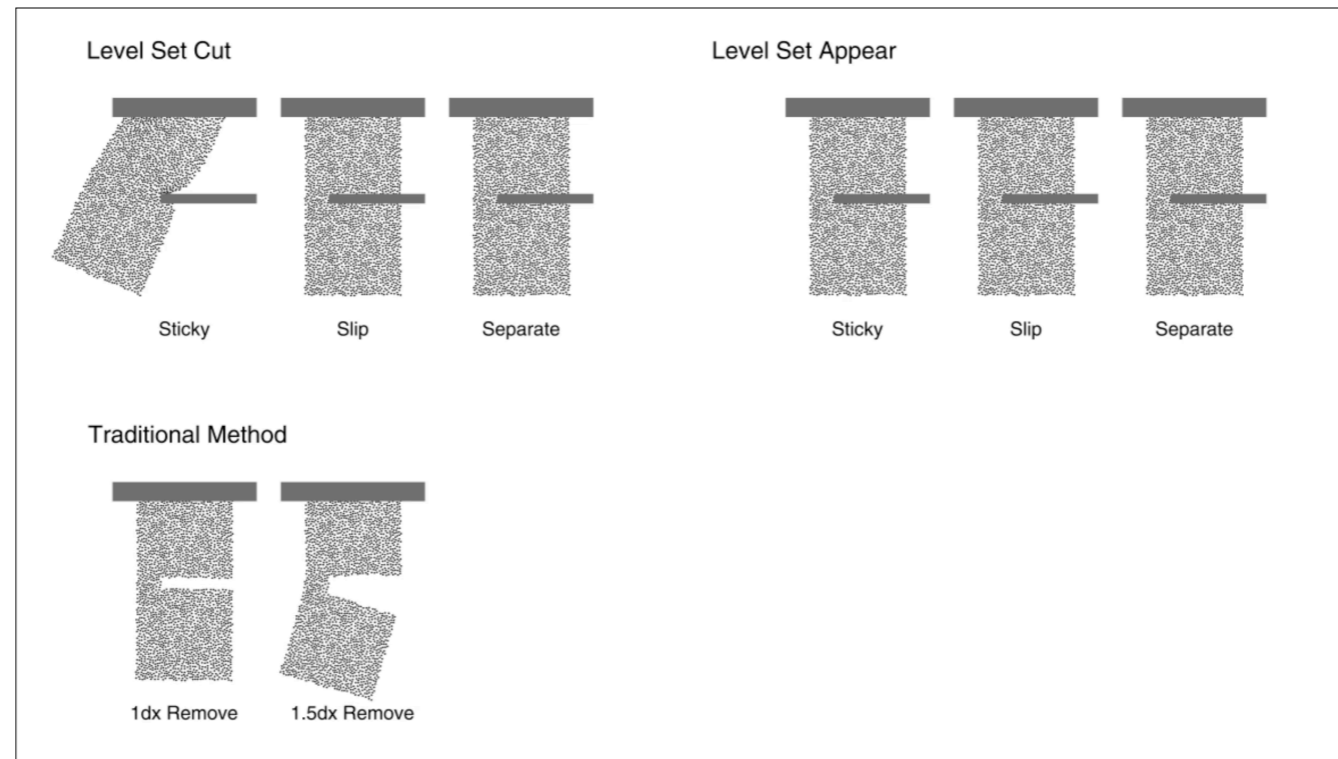 Level Set Cut
Level Set Appear
Sticky
Slip
Separate
Sticky
Slip
Separate
Traditional Method
1dx Remove
1.5dx Remove